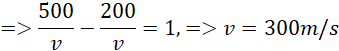 => 500/v − 200/v = 1, => v = 300m/s